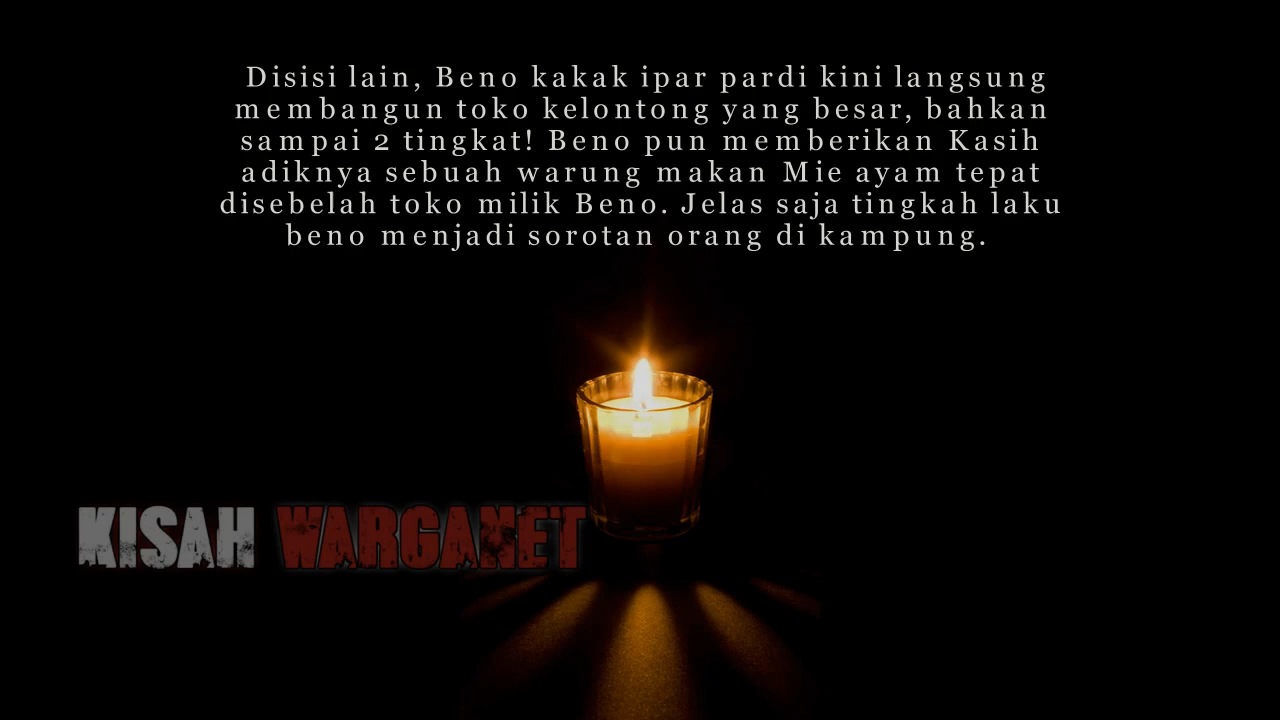 Disisi lain, Beno kakak ipar pardi kini langsung
membangun toko kelontong yang besar, bahkan
sampai 2 tingkat! Beno pun memberikan Kasih
adiknya sebuah warung makan Mie ayam tepat
disebelah toko milik Beno. Jelas saja tingkah laku
beno menjadi sorotan orang di kampung.
KISAH WARGANET